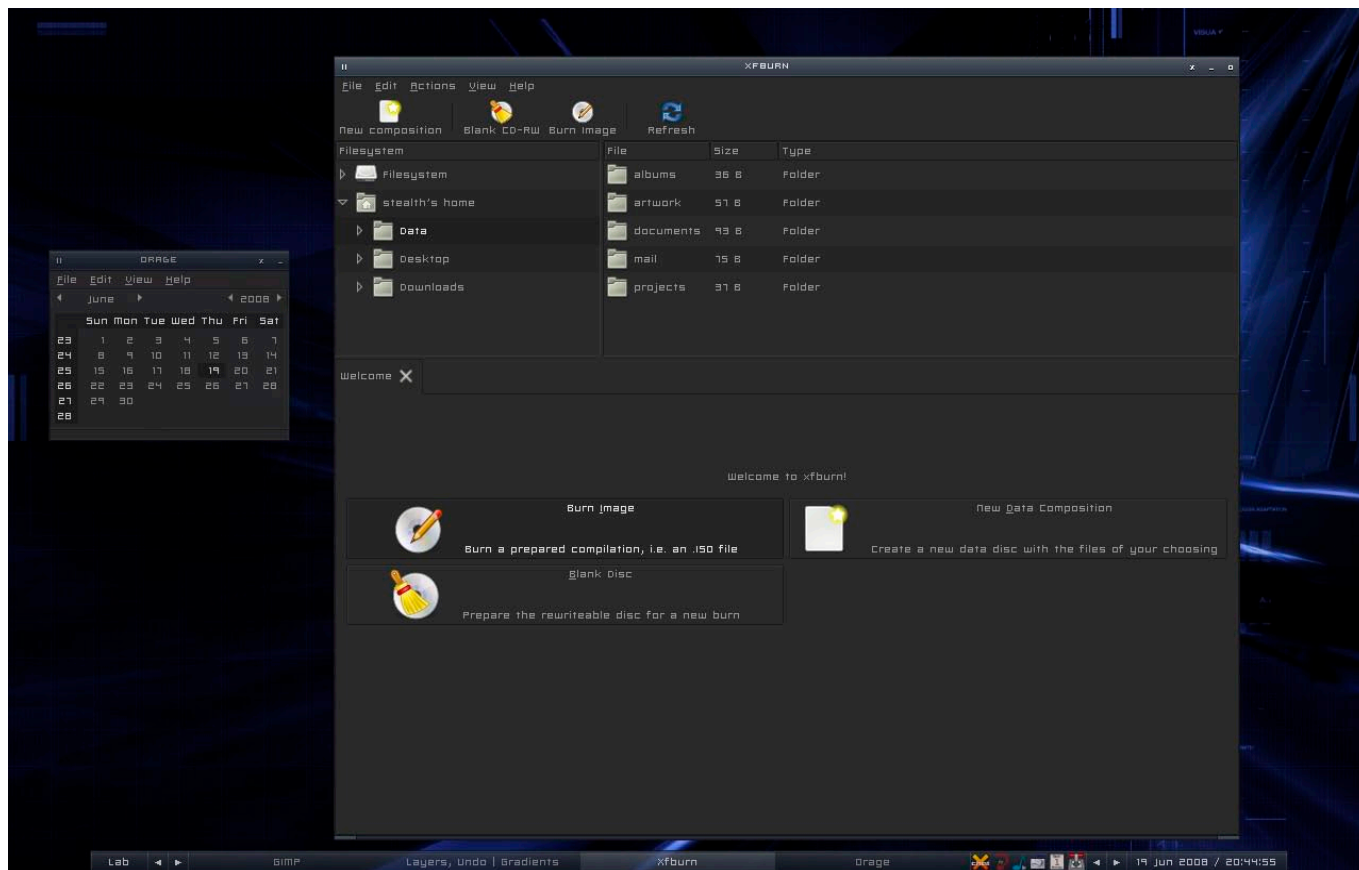 VISUA
XFBURN
File Edit Actions View Help
New composition Blank CD-RW Burn Image Refresh
Filesystem
File Size Type
Filesystem
stealth's home
Data
Desktop
Downloads
albums 36 B Folder
artwork 51 B Folder
documents 93 B Folder
mail 75 B Folder
projects 37 B Folder
ORAGE
File Edit View Help
June 2008
Sun Mon Tue Wed Thu Fri Sat
23 1 2 3 4 5 6 7
24 8 9 10 11 12 13 14
25 15 16 17 18 19 20 21
26 22 23 24 25 26 27 28
27 29 30
28
Welcome
Welcome to xfburn!
Burn Image
Burn a prepared compilation, i.e. an .ISO file
New Data Composition
Create a new data disc with the files of your choosing
Blank Disc
Prepare the rewriteable disc for a new burn
Lab GIMP Layers, Undo | Gradients Xfburn Orage 19 Jun 2008 / 20:44:55